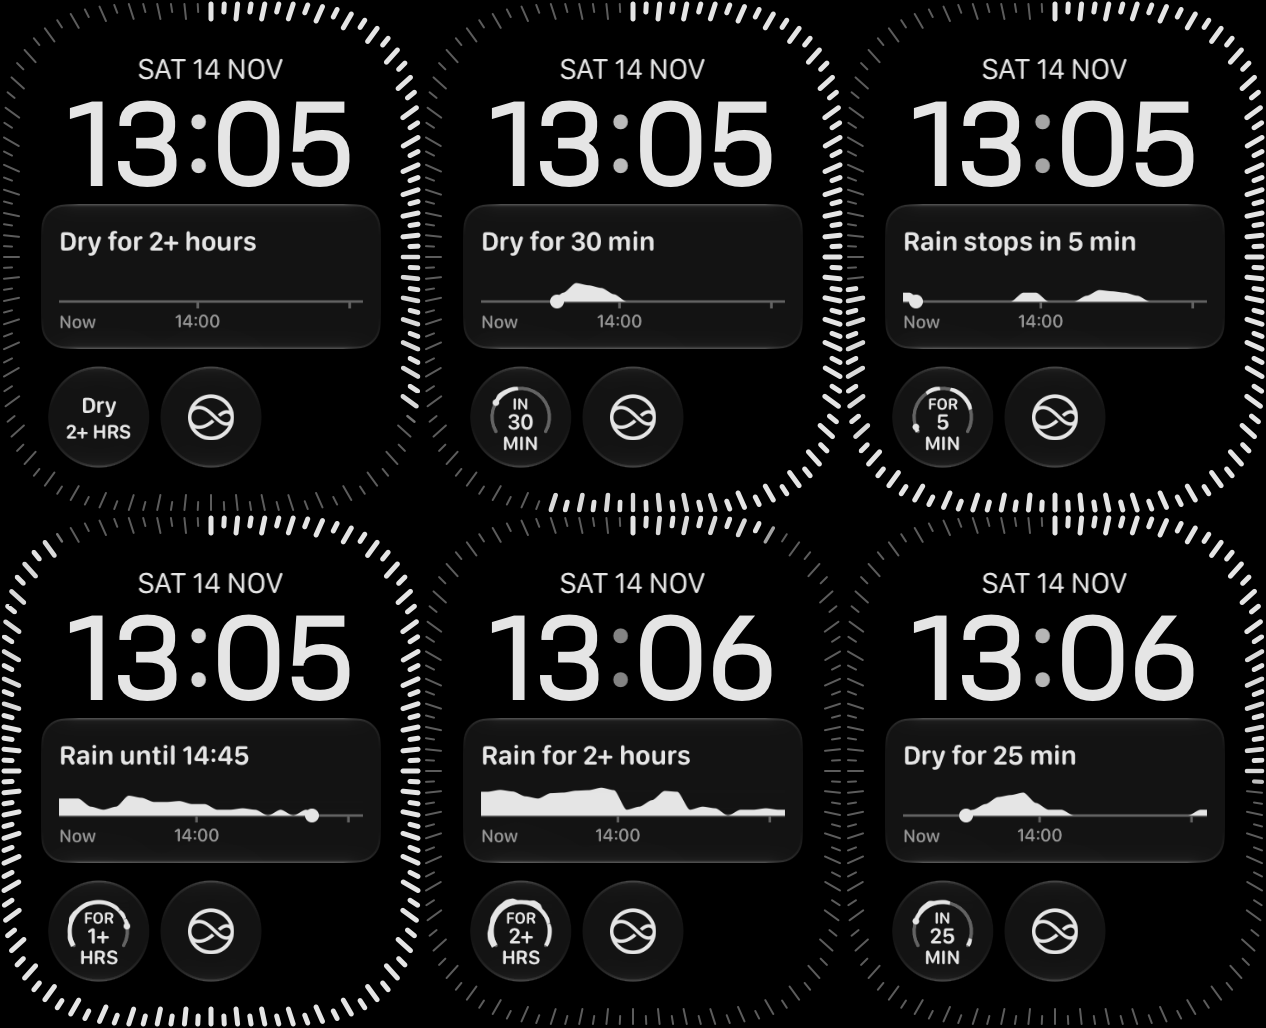 SAT 14 NOV
13:05
Dry for 2+ hours
Now 14:00
Dry
2+ HRS
SAT 14 NOV
13:05
Dry for 30 min
Now 14:00
IN
30
MIN
SAT 14 NOV
13:05
Rain stops in 5 min
Now 14:00
FOR
5
MIN
SAT 14 NOV
13:05
Rain until 14:45
Now 14:00
FOR
1+
HRS
SAT 14 NOV
13:06
Rain for 2+ hours
Now 14:00
FOR
2+
HRS
SAT 14 NOV
13:06
Dry for 25 min
Now 14:00
IN
25
MIN